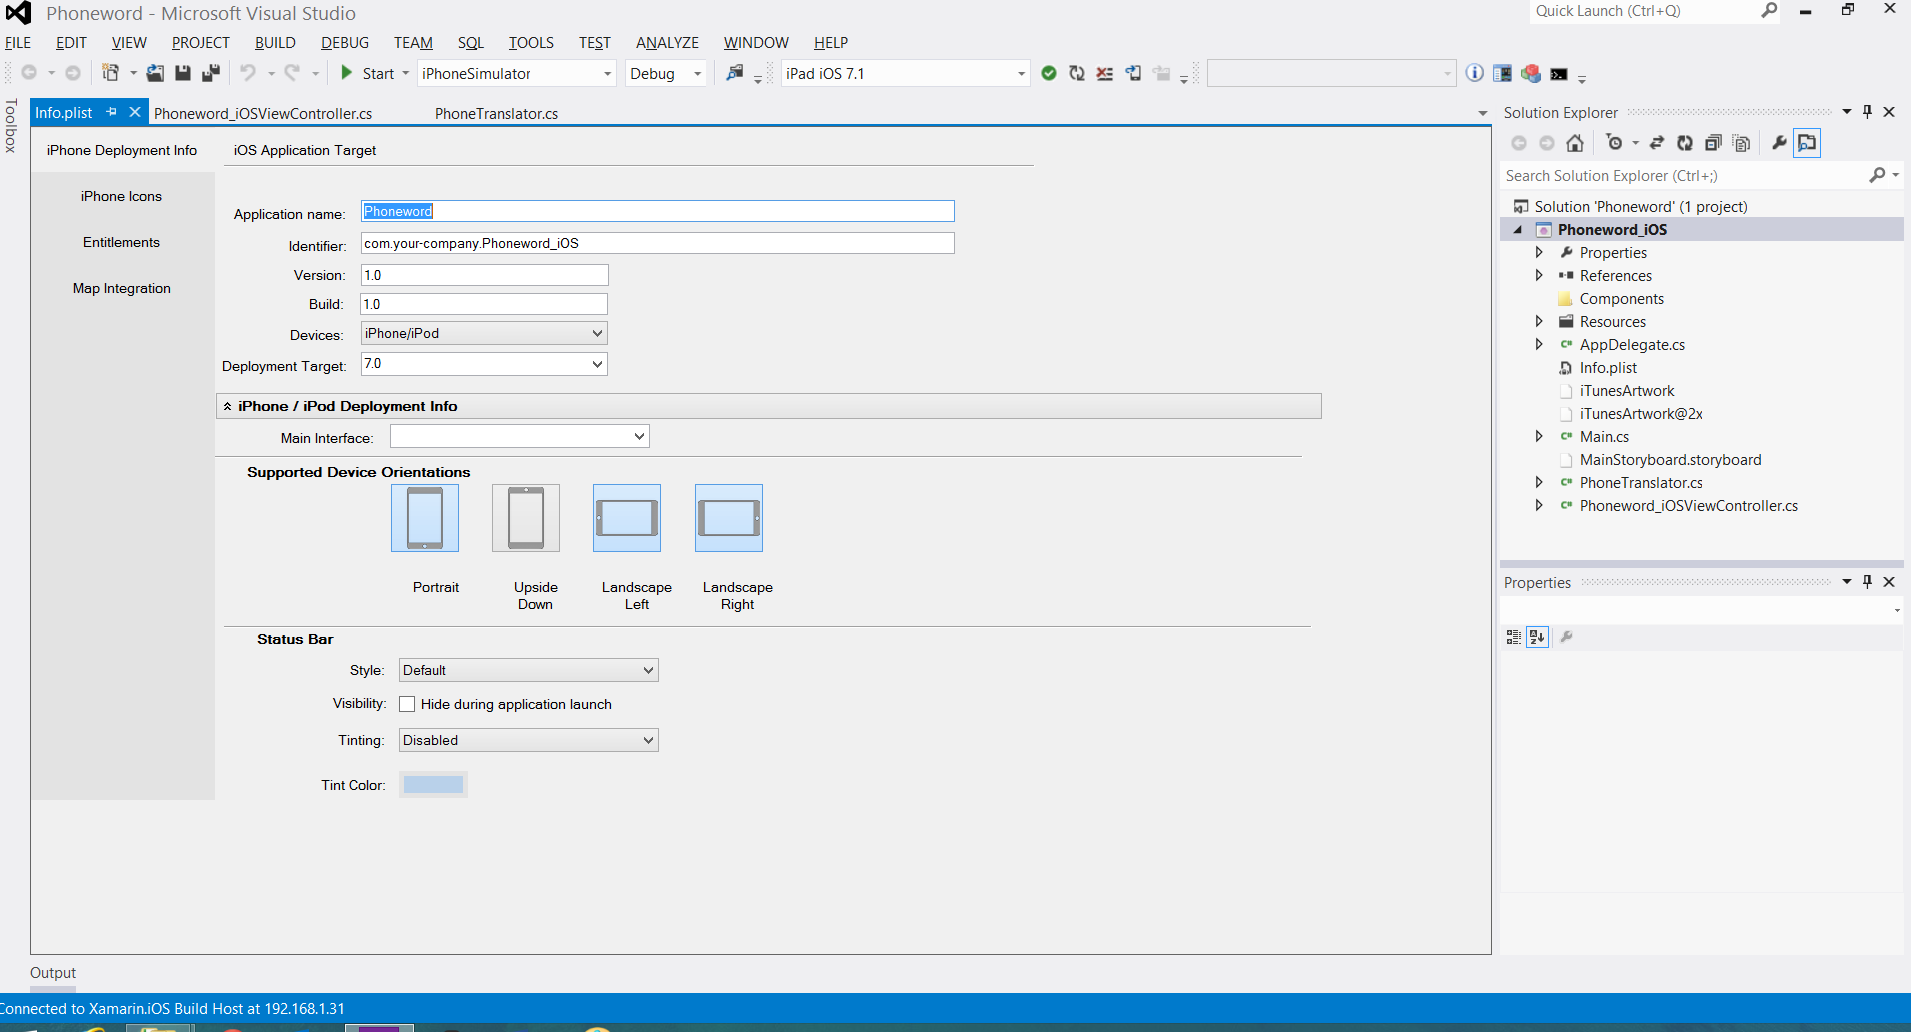 Phoneword - Microsoft Visual Studio
Quick Launch (Ctrl+Q)
FILE EDIT VIEW PROJECT BUILD DEBUG TEAM SQL TOOLS TEST ANALYZE WINDOW HELP
Start iPhoneSimulator Debug iPad iOS 7.1
Toolbox
Info.plist Phoneword_iOSViewController.cs PhoneTranslator.cs
iPhone Deployment Info
iPhone Icons
Entitlements
Map Integration
iOS Application Target
Application name: Phoneword
Identifier: com.your-company.Phoneword_iOS
Version: 1.0
Build: 1.0
Devices: iPhone/iPod
Deployment Target: 7.0
iPhone / iPod Deployment Info
Main Interface:
Supported Device Orientations
Portrait
Upside
Down
Landscape
Left
Landscape
Right
Status Bar
Style: Default
Visibility: Hide during application launch
Tinting: Disabled
Tint Color:
Solution Explorer
Search Solution Explorer (Ctrl+;)
Solution 'Phoneword' (1 project)
Phoneword_iOS
Properties
References
Components
Resources
C# AppDelegate.cs
Info.plist
iTunesArtwork
iTunesArtwork@2x
C# Main.cs
MainStoryboard.storyboard
C# PhoneTranslator.cs
C# Phoneword_iOSViewController.cs
Properties
Output
Connected to Xamarin.iOS Build Host at 192.168.1.31